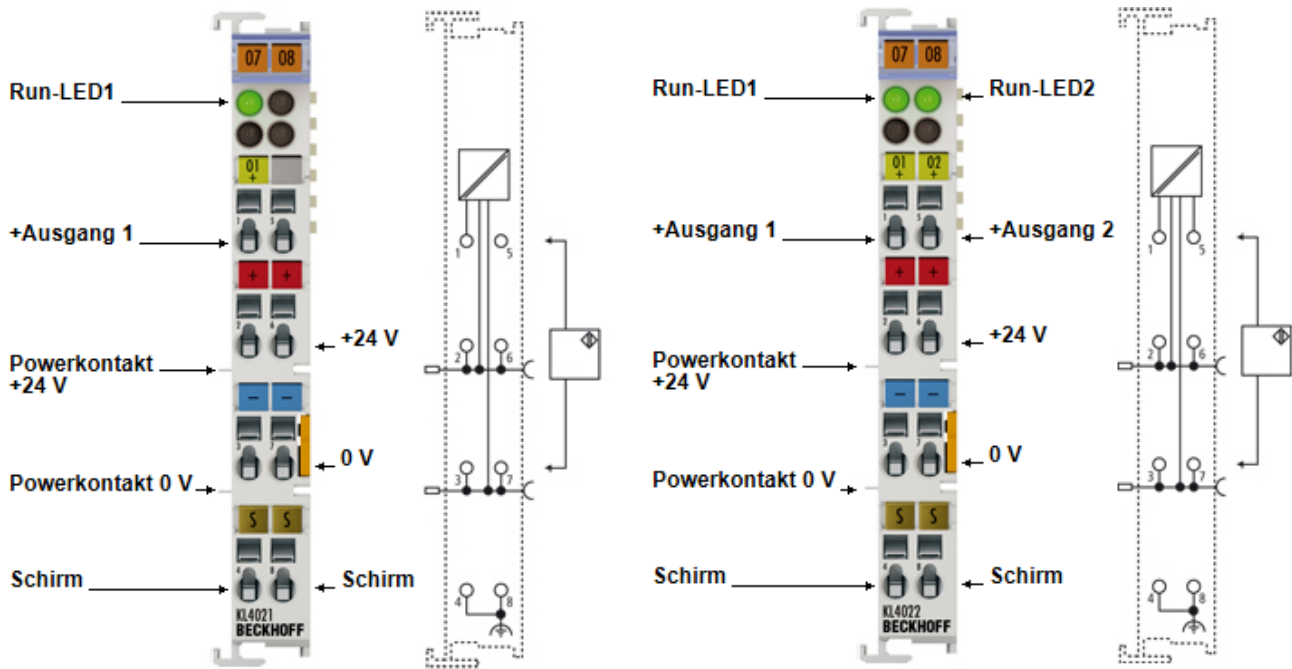 07 08
Run-LED1
01 +
+Ausgang 1
1 5
+ +
2 6
+24 V
Powerkontakt
+24 V
- -
3 7
0 V
Powerkontakt 0 V
S S
4 8
Schirm
Schirm
KL4021
BECKHOFF
1 5
2 6
3 7
4 8
07 08
Run-LED1
Run-LED2
01 + 02 +
+Ausgang 1
+Ausgang 2
1 5
+ +
2 6
+24 V
Powerkontakt
+24 V
- -
3 7
0 V
Powerkontakt 0 V
S S
4 8
Schirm
Schirm
KL4022
BECKHOFF
1 5
2 6
3 7
4 8